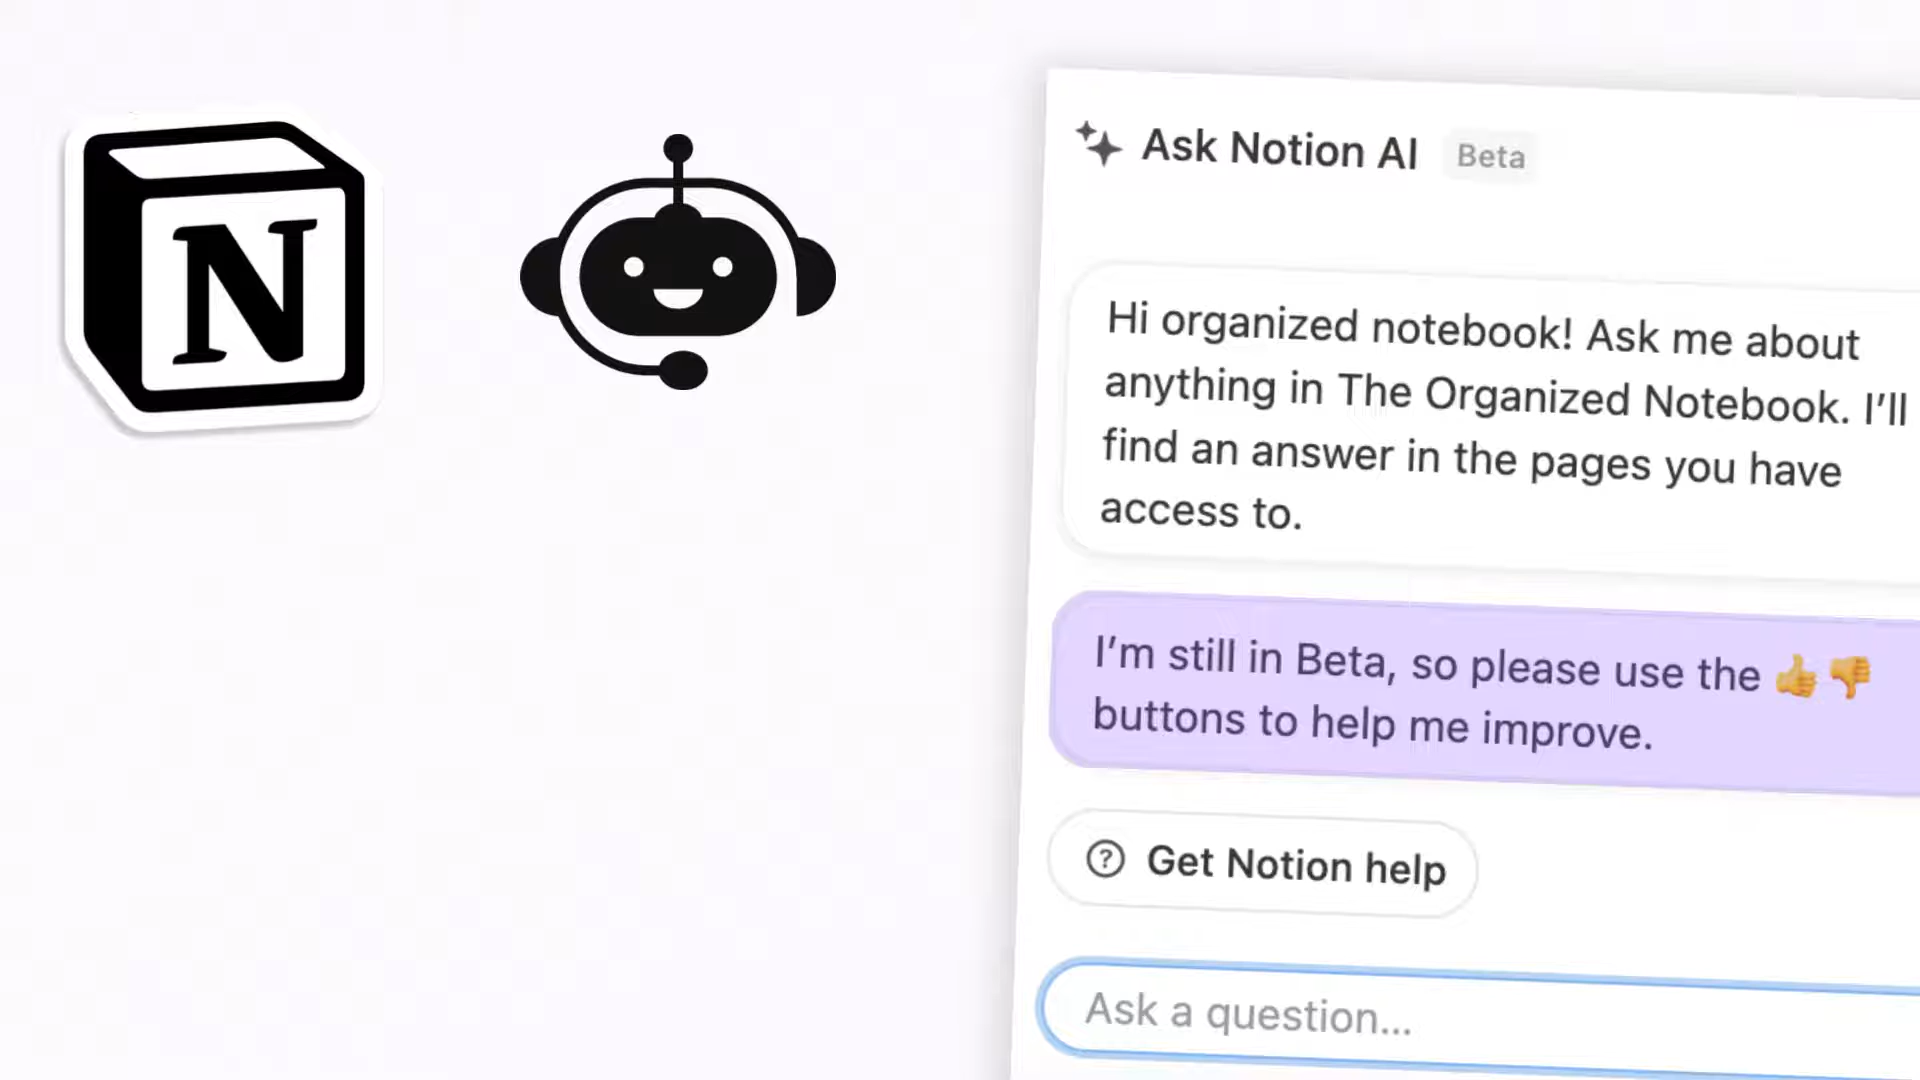 N
Ask Notion AI Beta
Hi organized notebook! Ask me about
anything in The Organized Notebook. I’ll
find an answer in the pages you have
access to.
I’m still in Beta, so please use the 👍👎
buttons to help me improve.
Get Notion help
Ask a question...